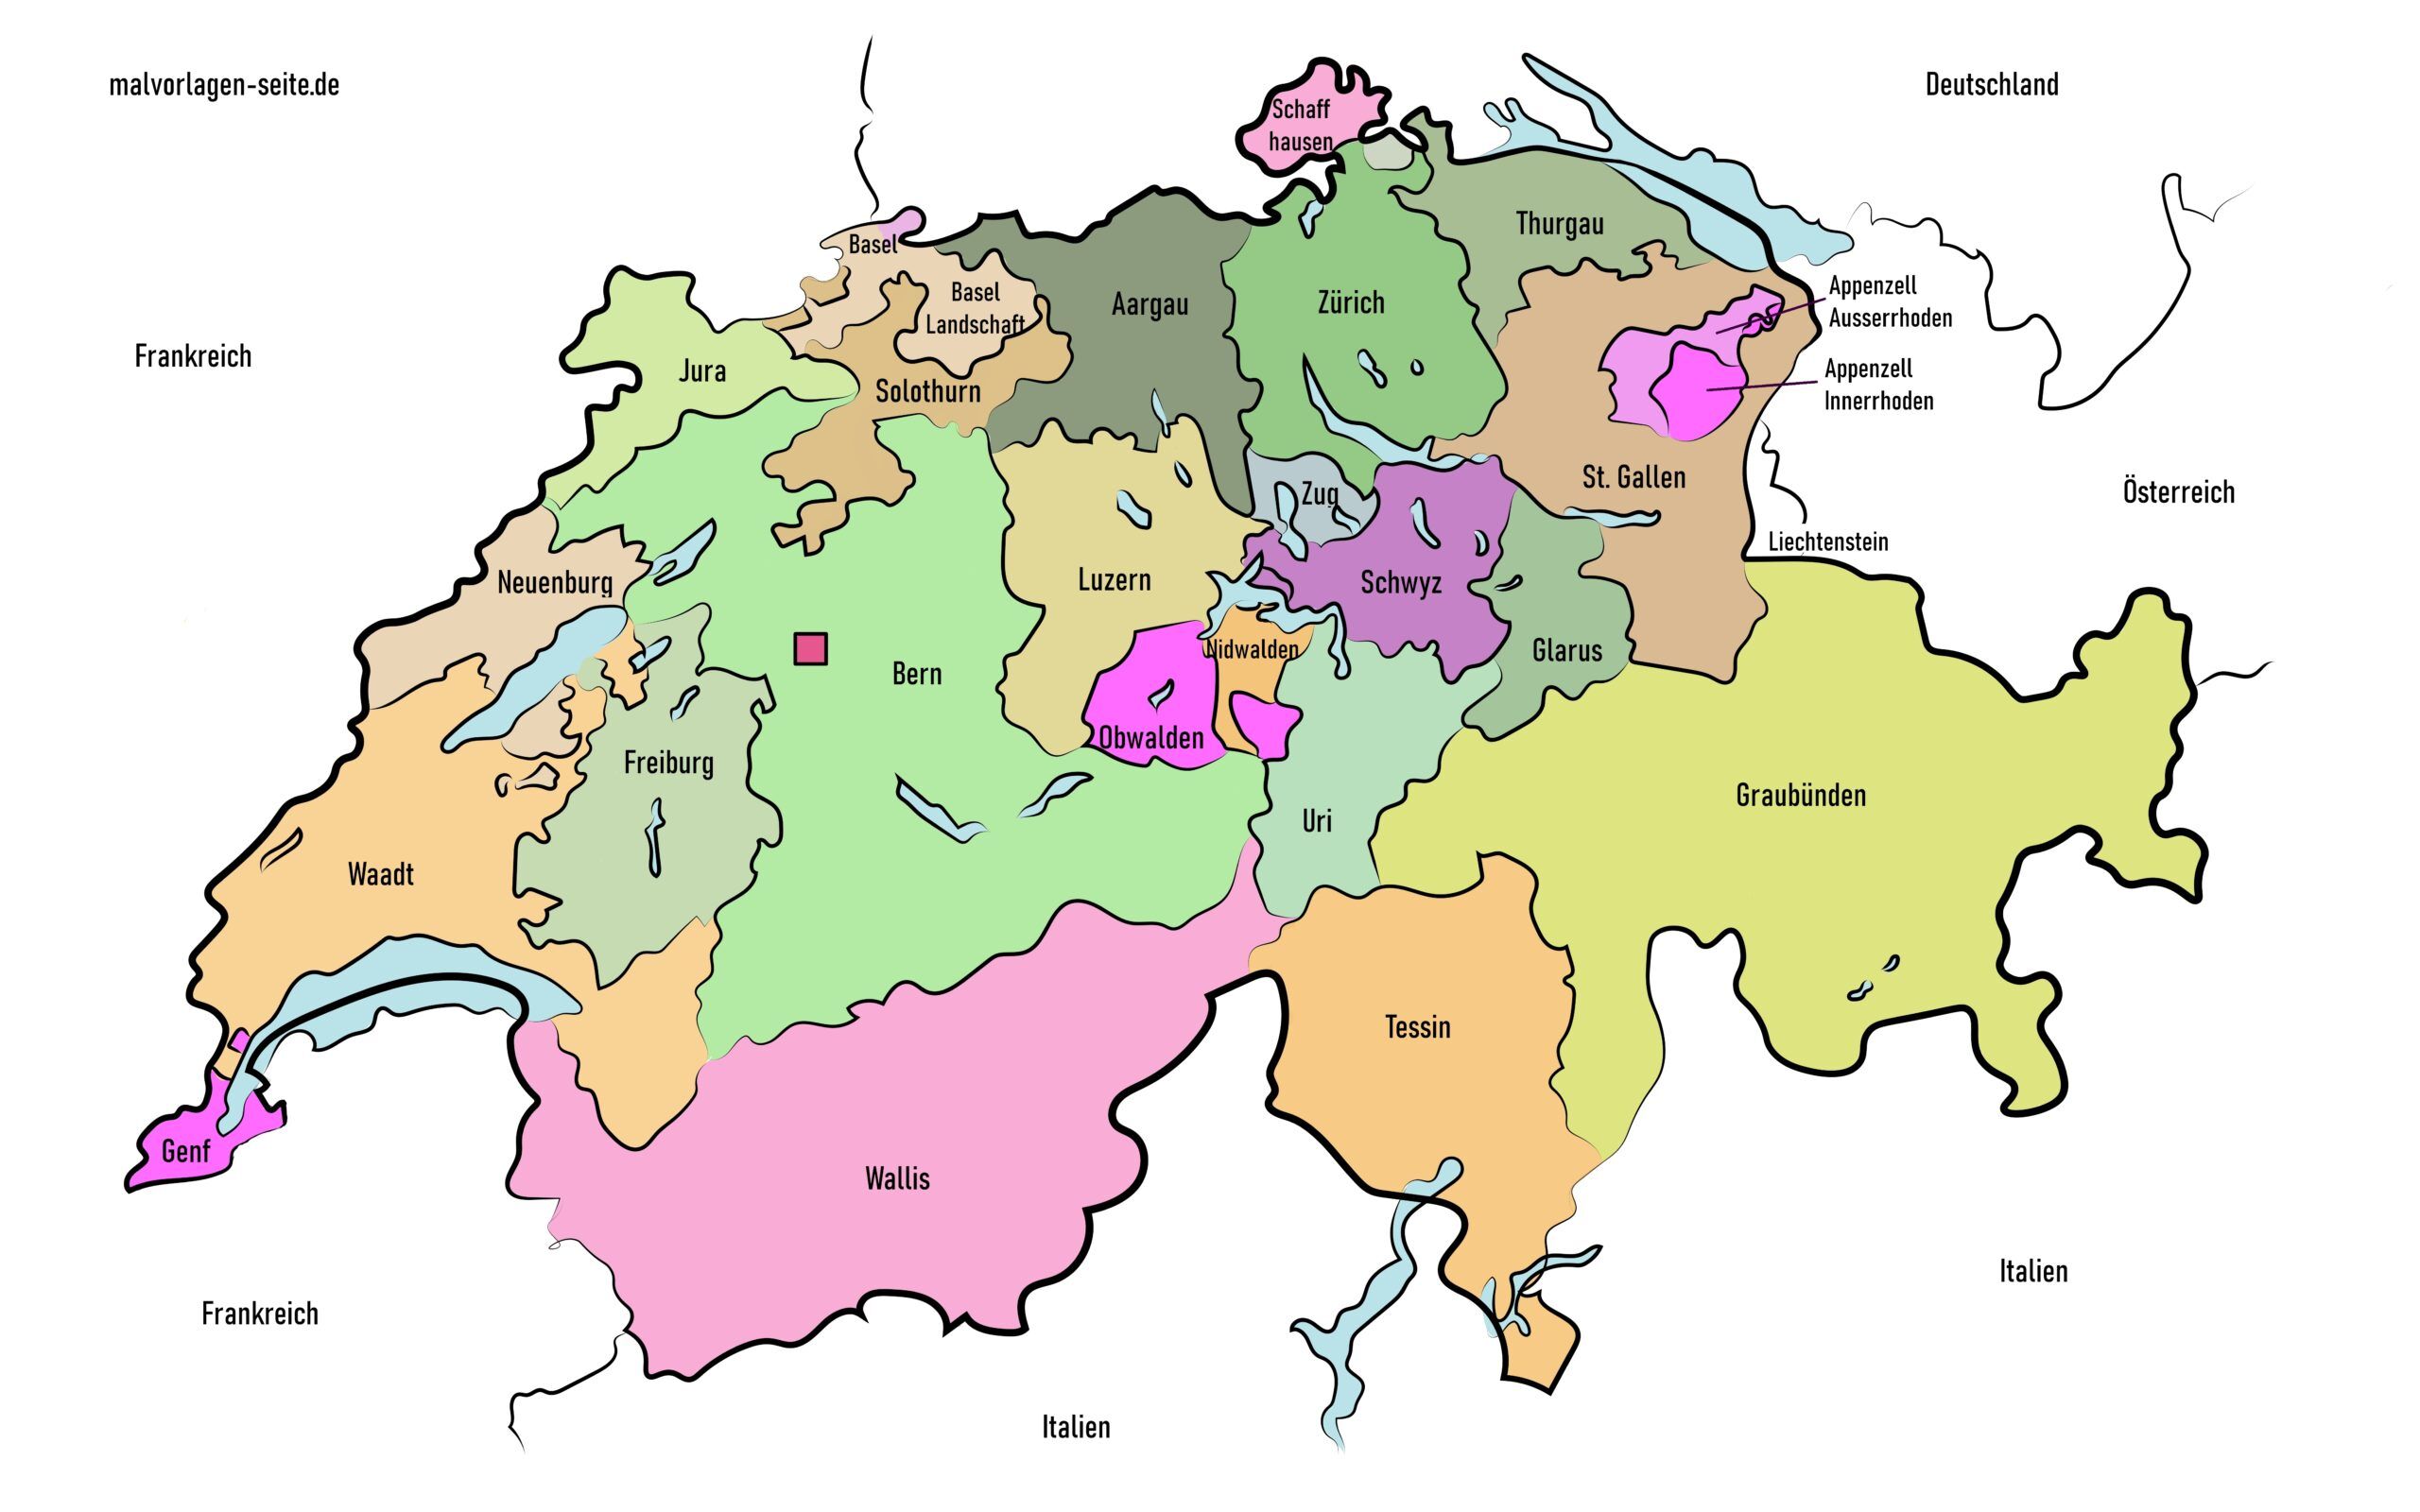 malvorlagen-seite.de
Deutschland
Schaff
hausen
Thurgau
Basel
Basel
Landschaft
Aargau
Zürich
Appenzell
Ausserrhoden
Appenzell
Innerrhoden
Frankreich
Jura
Solothurn
St. Gallen
Zug
Österreich
Liechtenstein
Neuenburg
Luzern
Schwyz
Nidwalden
Glarus
Bern
Obwalden
Freiburg
Uri
Graubünden
Waadt
Tessin
Genf
Wallis
Frankreich
Italien
Italien